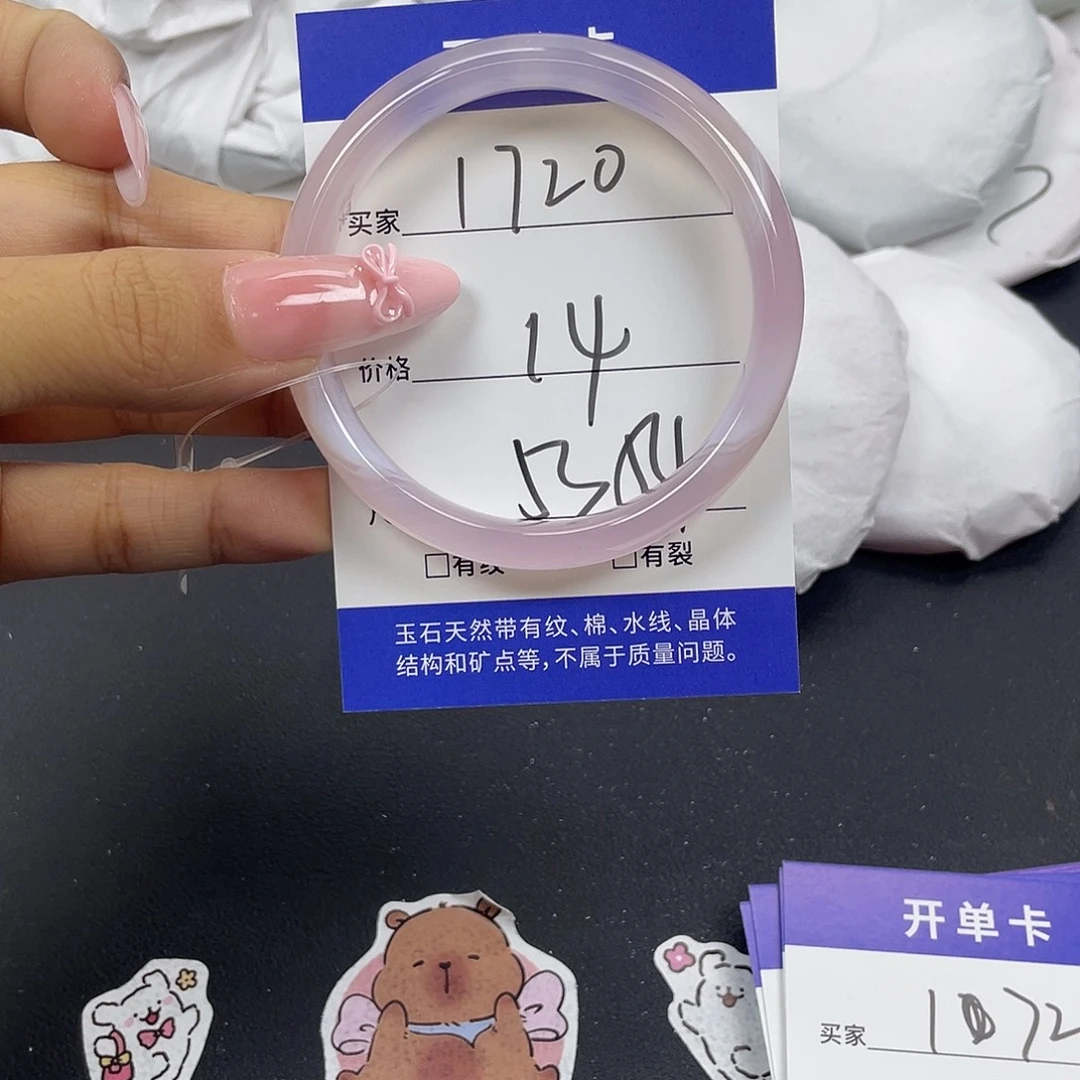 买家 1720
价格 14
□有纹 □有裂
玉石天然带有纹、棉、水线、晶体
结构和矿点等,不属于质量问题。
开单卡
买家